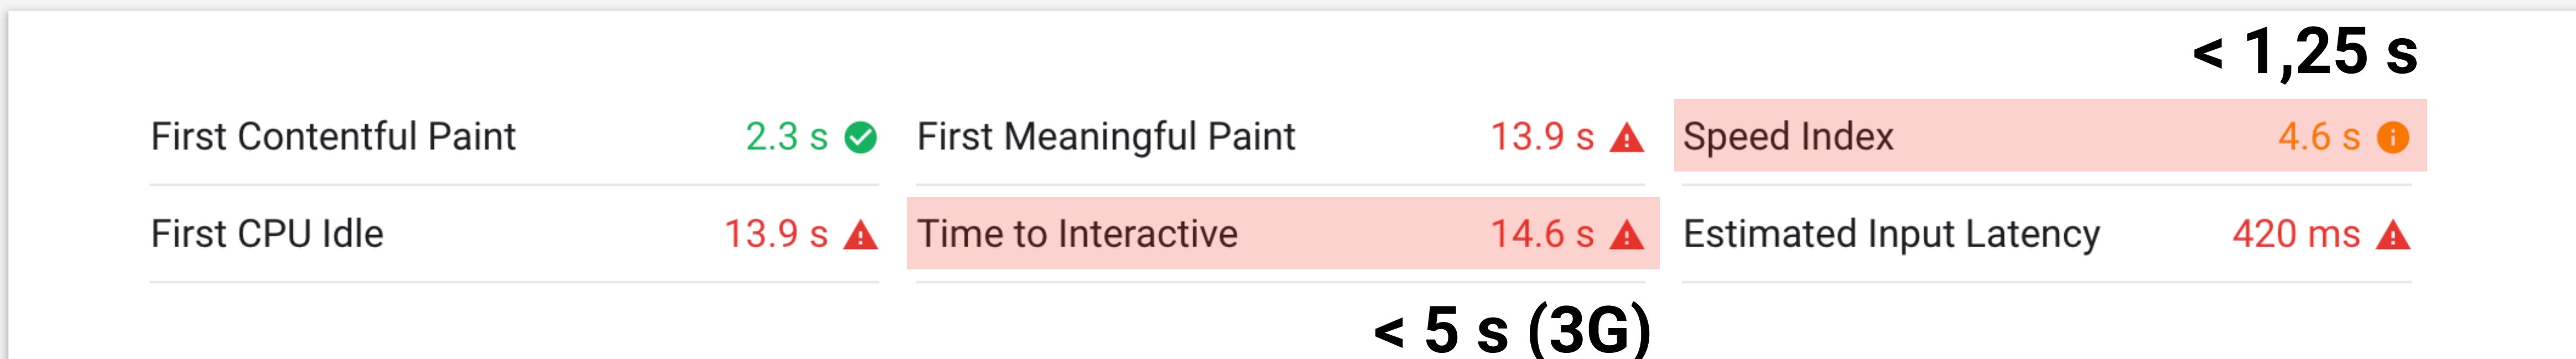 < 1,25 s
First Contentful Paint 2.3 s First Meaningful Paint 13.9 s Speed Index 4.6 s
First CPU Idle 13.9 s Time to Interactive 14.6 s Estimated Input Latency 420 ms
< 5 s (3G)